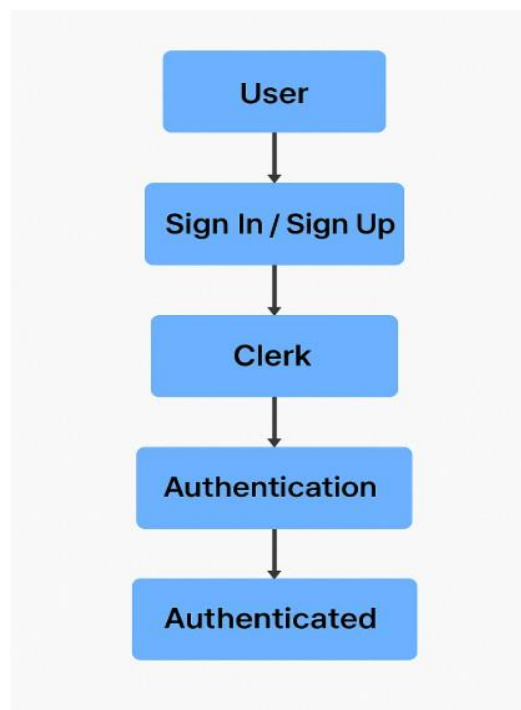 User
Sign In / Sign Up
Clerk
Authentication
Authenticated